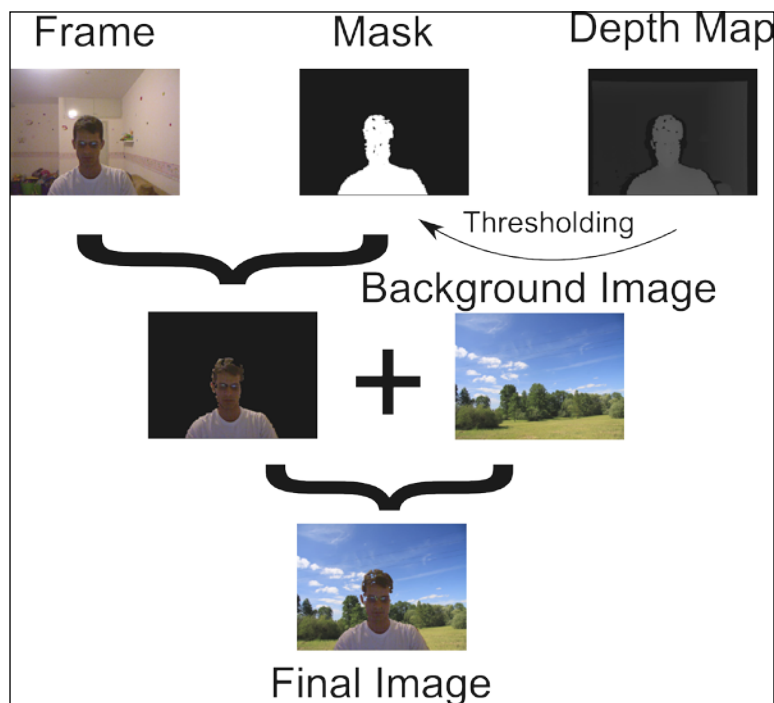 Frame
Mask
Depth Map
Thresholding
Background Image
+
Final Image